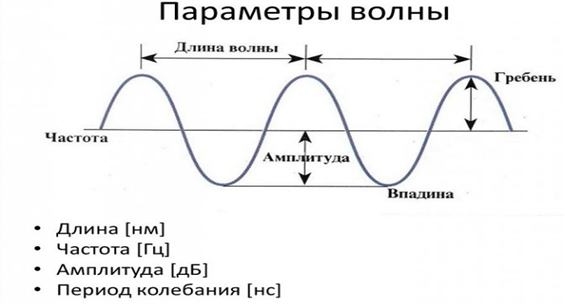 Параметры волны
Длина волны
Гребень
Частота
Амплитуда
Впадина
• Длина [нм]
• Частота [Гц]
• Амплитуда [дБ]
• Период колебания [нс]